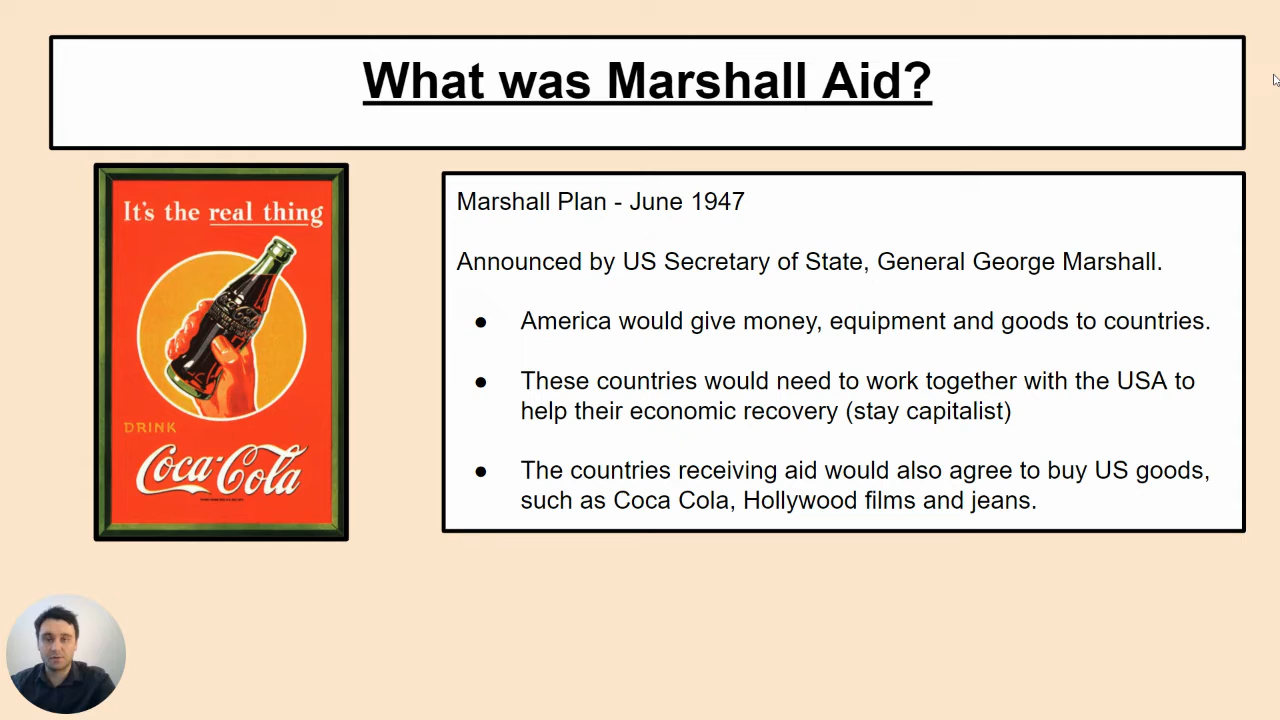 What was Marshall Aid?
It's the real thing
DRINK
Coca-Cola
Marshall Plan - June 1947
Announced by US Secretary of State, General George Marshall.
● America would give money, equipment and goods to countries.
● These countries would need to work together with the USA to
help their economic recovery (stay capitalist)
● The countries receiving aid would also agree to buy US goods,
such as Coca Cola, Hollywood films and jeans.